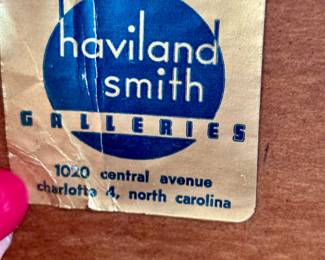 haviland
smith
GALLERIES
1020 central avenue
charlotte 4, north carolina